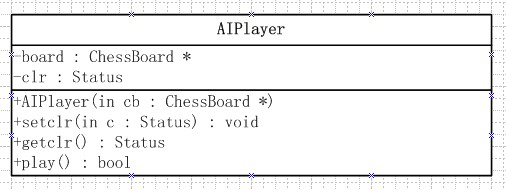 AIPlayer
-board : ChessBoard *
-clr : Status
+AIPlayer(in cb : ChessBoard *)
+setclr(in c : Status) : void
+getclr() : Status
+play() : bool